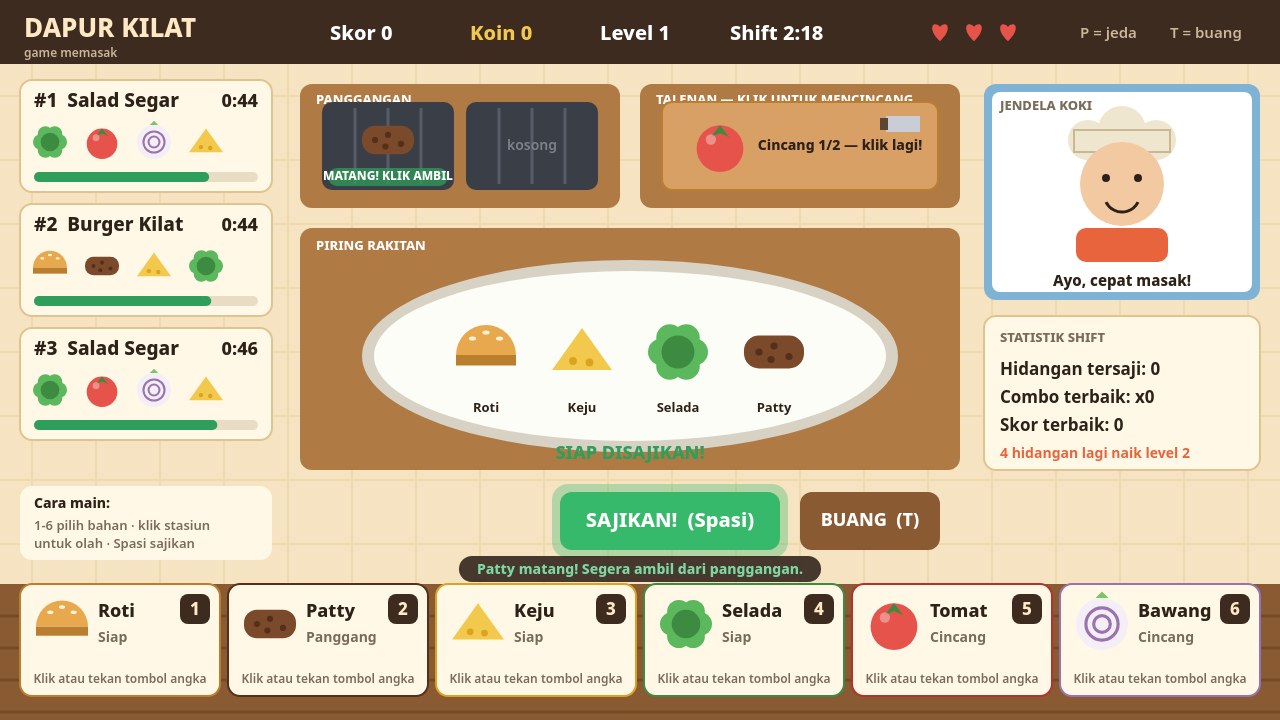 DAPUR KILAT
game memasak
Skor 0
Koin 0
Level 1
Shift 2:18
P = jeda
T = buang
#1 Salad Segar 0:44
#2 Burger Kilat 0:44
#3 Salad Segar 0:46
Cara main:
1-6 pilih bahan · klik stasiun
untuk olah · Spasi sajikan
PANGGANGAN
MATANG! KLIK AMBIL
kosong
TALENAN — KLIK UNTUK MENCINCANG
Cincang 1/2 — klik lagi!
PIRING RAKITAN
Roti
Keju
Selada
Patty
SIAP DISAJIKAN!
SAJIKAN! (Spasi)
BUANG (T)
Patty matang! Segera ambil dari panggangan.
JENDELA KOKI
Ayo, cepat masak!
STATISTIK SHIFT
Hidangan tersaji: 0
Combo terbaik: x0
Skor terbaik: 0
4 hidangan lagi naik level 2
Roti 1
Siap
Klik atau tekan tombol angka
Patty 2
Panggang
Klik atau tekan tombol angka
Keju 3
Siap
Klik atau tekan tombol angka
Selada 4
Siap
Klik atau tekan tombol angka
Tomat 5
Cincang
Klik atau tekan tombol angka
Bawang 6
Cincang
Klik atau tekan tombol angka